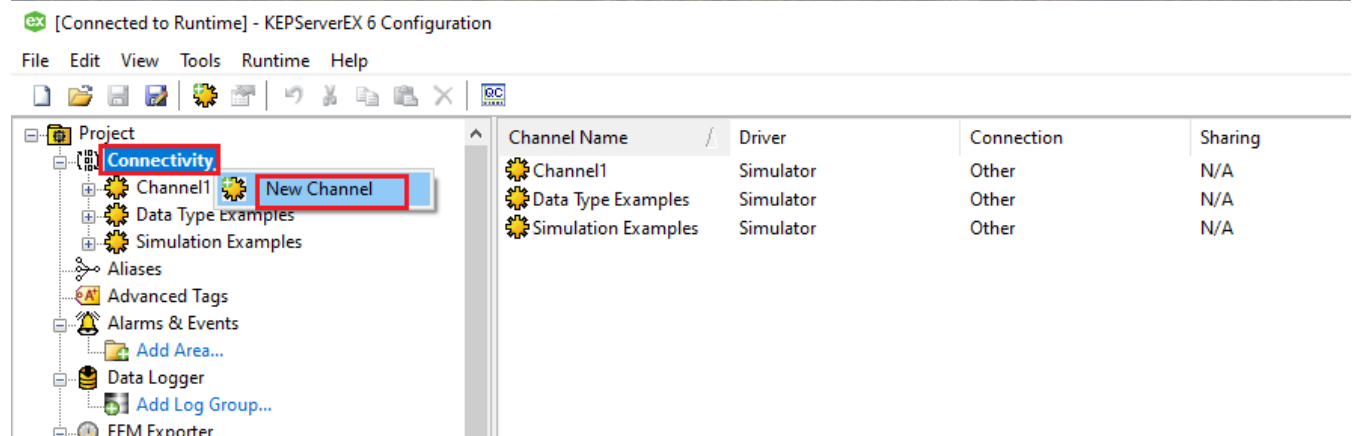 [Connected to Runtime] - KEPServerEX 6 Configuration
File Edit View Tools Runtime Help
Project
Connectivity
Channel1
New Channel
Data Type Examples
Simulation Examples
Aliases
Advanced Tags
Alarms & Events
Add Area...
Data Logger
Add Log Group...
EFM Exporter
Channel Name Driver Connection Sharing
Channel1 Simulator Other N/A
Data Type Examples Simulator Other N/A
Simulation Examples Simulator Other N/A